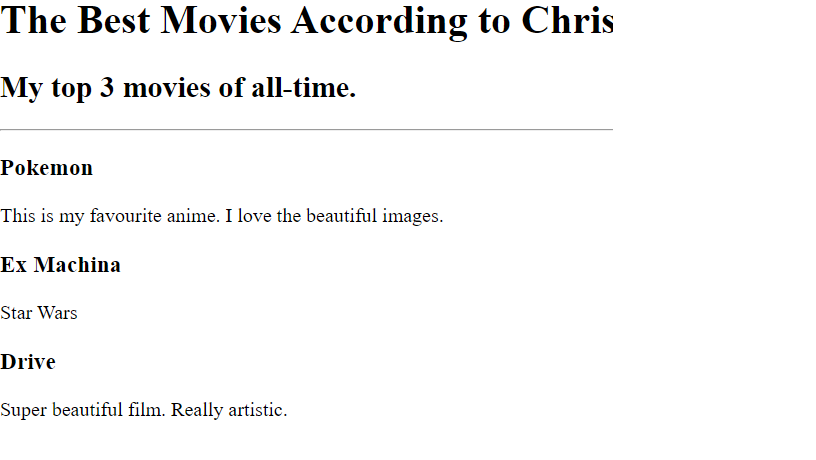 The Best Movies According to Chris
My top 3 movies of all-time.
Pokemon
This is my favourite anime. I love the beautiful images.
Ex Machina
Star Wars
Drive
Super beautiful film. Really artistic.